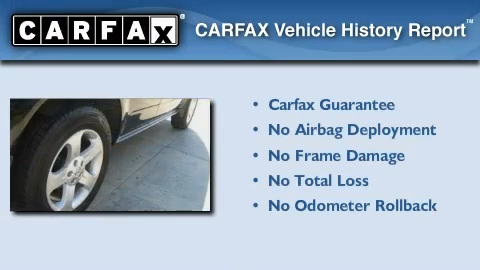 CARFAX® CARFAX Vehicle History Report™
• Carfax Guarantee
• No Airbag Deployment
• No Frame Damage
• No Total Loss
• No Odometer Rollback